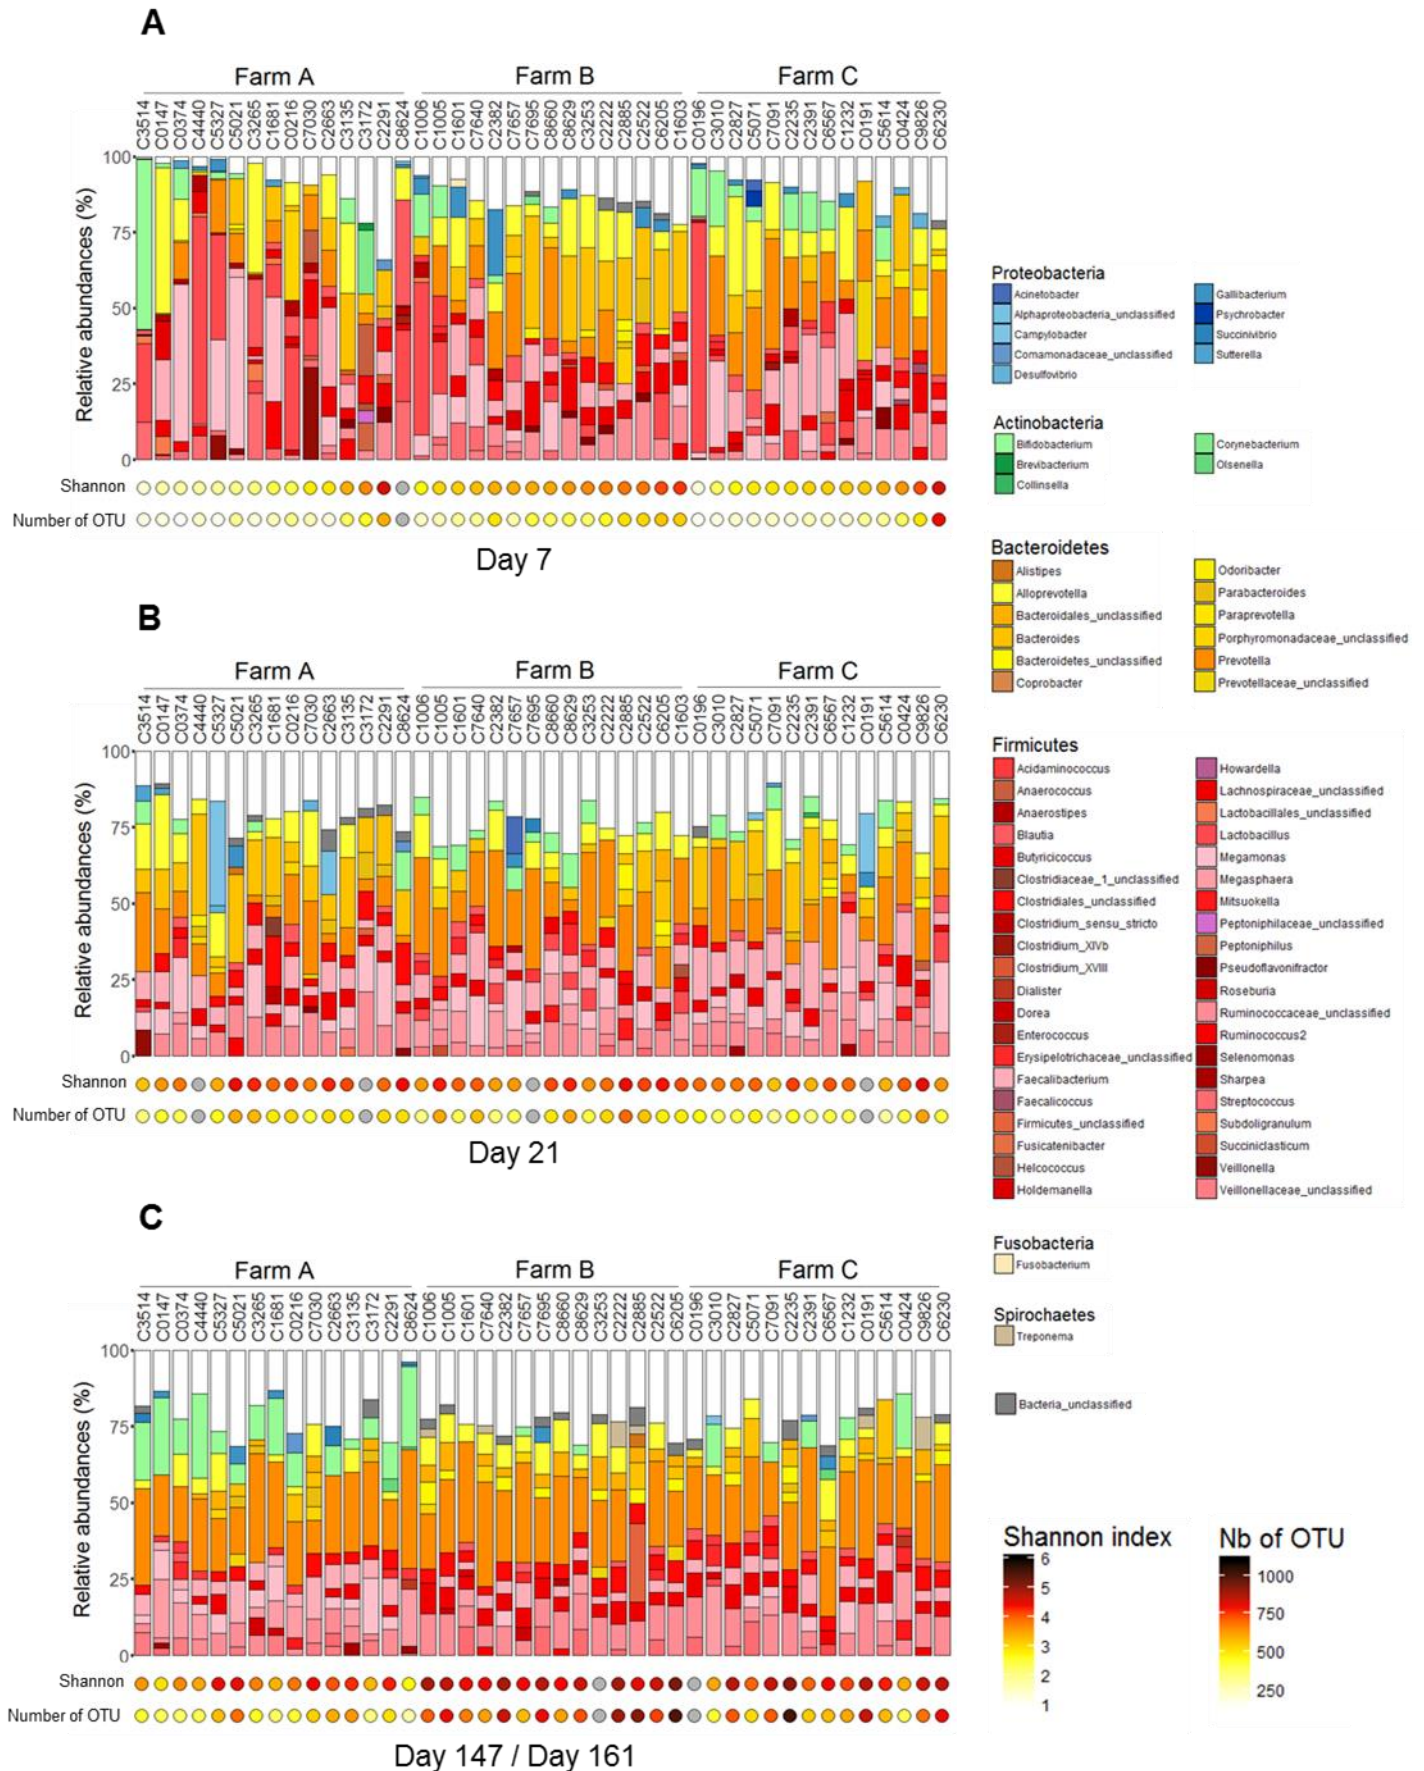 A
Farm A Farm B Farm C
C3514 C0147 C0374 C4440 C5327 C5021 C3265 C1681 C0216 C7030 C2663 C3135 C3172 C2291 C8624 C1006 C1005 C1601 C7640 C2382 C7657 C7695 C8660 C8629 C3253 C2222 C2885 C2522 C6205 C1603 C0196 C3010 C2827 C5071 C7091 C2235 C2391 C6567 C1232 C0191 C5614 C0424 C9826 C6230
Relative abundances (%)
100
75
50
25
0
Shannon
Number of OTU
Day 7
B
Farm A Farm B Farm C
C3514 C0147 C0374 C4440 C5327 C5021 C3265 C1681 C0216 C7030 C2663 C3135 C3172 C2291 C8624 C1006 C1005 C1601 C7640 C2382 C7657 C7695 C8660 C8629 C3253 C2222 C2885 C2522 C6205 C1603 C0196 C3010 C2827 C5071 C7091 C2235 C2391 C6567 C1232 C0191 C5614 C0424 C9826 C6230
Relative abundances (%)
100
75
50
25
0
Shannon
Number of OTU
Day 21
C
Farm A Farm B Farm C
C3514 C0147 C0374 C4440 C5327 C5021 C3265 C1681 C0216 C7030 C2663 C3135 C3172 C2291 C8624 C1006 C1005 C1601 C7640 C2382 C7657 C7695 C8660 C8629 C3253 C2222 C2885 C2522 C6205 C0196 C3010 C2827 C5071 C7091 C2235 C2391 C6567 C1232 C0191 C5614 C0424 C9826 C6230
Relative abundances (%)
100
75
50
25
0
Shannon
Number of OTU
Day 147 / Day 161
Proteobacteria
Acinetobacter Gallibacterium
Alphaproteobacteria_unclassified Psychrobacter
Campylobacter Succinivibrio
Comamonadaceae_unclassified Sutterella
Desulfovibrio
Actinobacteria
Bifidobacterium Corynebacterium
Brevibacterium Olsenella
Collinsella
Bacteroidetes
Alistipes Odoribacter
Alloprevotella Parabacteroides
Bacteroidales_unclassified Paraprevotella
Bacteroides Porphyromonadaceae_unclassified
Bacteroidetes_unclassified Prevotella
Coprobacter Prevotellaceae_unclassified
Firmicutes
Acidaminococcus Howardella
Anaerococcus Lachnospiraceae_unclassified
Anaerostipes Lactobacillales_unclassified
Blautia Lactobacillus
Butyricicoccus Megamonas
Clostridiaceae_1_unclassified Megasphaera
Clostridiales_unclassified Mitsuokella
Clostridium_sensu_stricto Peptoniphilaceae_unclassified
Clostridium_XIVb Peptoniphilus
Clostridium_XVIII Pseudoflavonifractor
Dialister Roseburia
Dorea Ruminococcaceae_unclassified
Enterococcus Ruminococcus2
Erysipelotrichaceae_unclassified Selenomonas
Faecalibacterium Sharpea
Faecalicoccus Streptococcus
Firmicutes_unclassified Subdoligranulum
Fusicatenibacter Succiniclasticum
Helcococcus Veillonella
Holdemanella Veillonellaceae_unclassified
Fusobacteria
Fusobacterium
Spirochaetes
Treponema
Bacteria_unclassified
Shannon index
6
5
4
3
2
1
Nb of OTU
1000
750
500
250